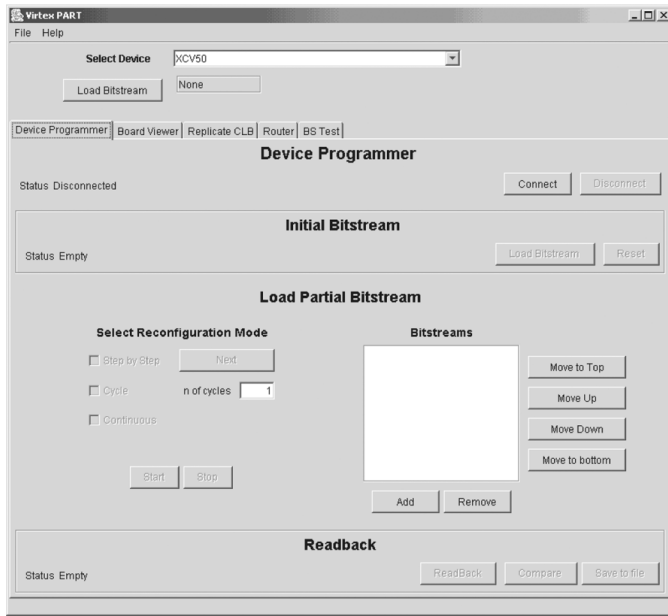 Virtex PART
File Help
Select Device XCV50
Load Bitstream None
Device Programmer Board Viewer Replicate CLB Router BS Test
Device Programmer
Status Disconnected Connect Disconnect
Initial Bitstream
Status Empty Load Bitstream Reset
Load Partial Bitstream
Select Reconfiguration Mode Bitstreams
Step by Step Next
Move to Top
Cycle n of cycles 1
Move Up
Continuous
Move Down
Move to bottom
Start Stop
Add Remove
Readback
Status Empty ReadBack Compare Save to file